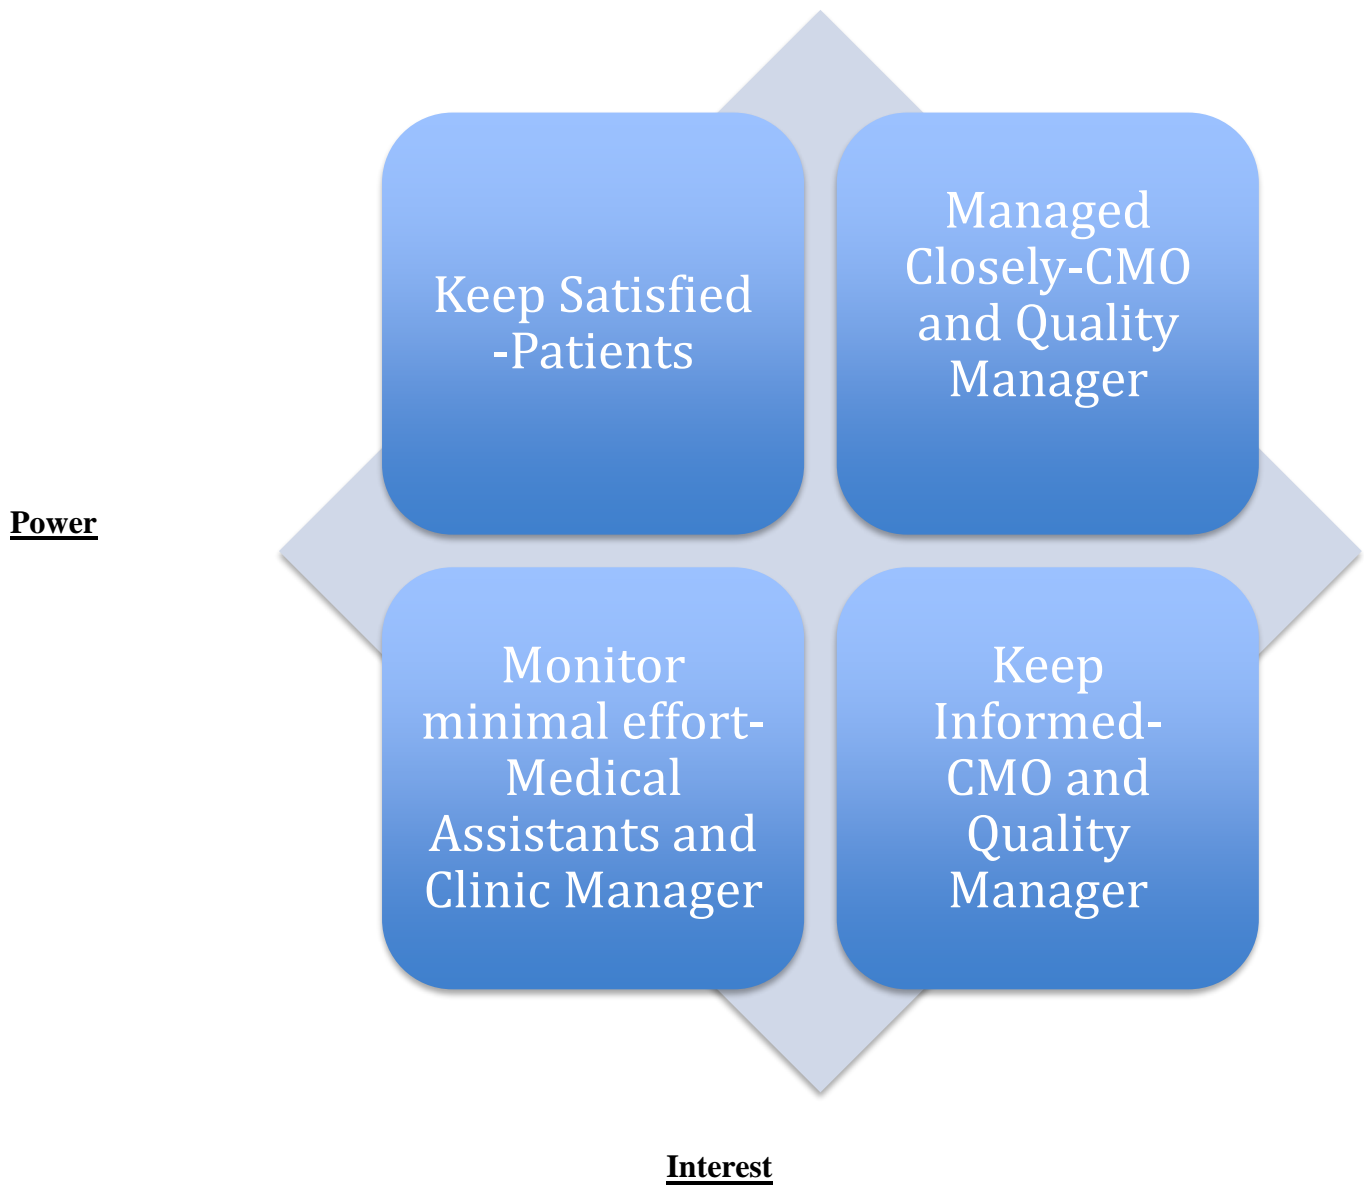 Keep Satisfied
-Patients
Managed
Closely-CMO
and Quality
Manager
Power
Monitor
minimal effort-
Medical
Assistants and
Clinic Manager
Keep
Informed-
CMO and
Quality
Manager
Interest